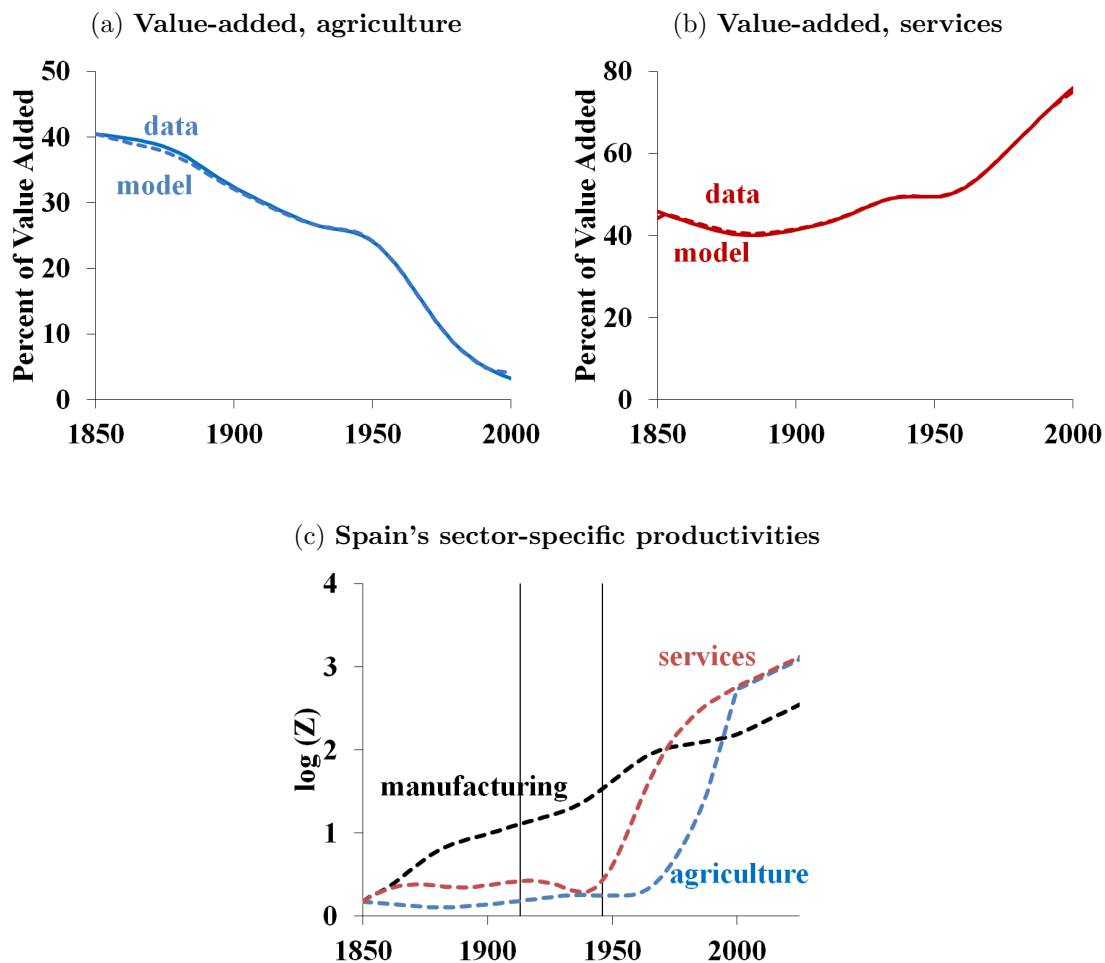 (a) Value-added, agriculture
Percent of Value Added
50
40
30
20
10
0
data
model
1850 1900 1950 2000
(b) Value-added, services
Percent of Value Added
80
60
40
20
0
data
model
1850 1900 1950 2000
(c) Spain's sector-specific productivities
log (Z)
4
3
2
1
0
services
manufacturing
agriculture
1850 1900 1950 2000